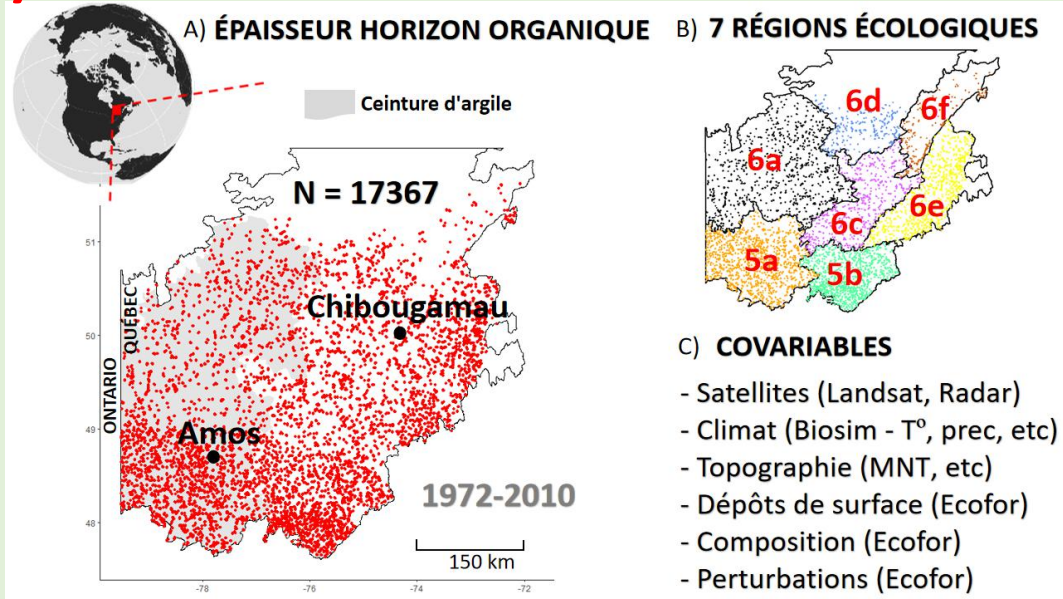 A) ÉPAISSEUR HORIZON ORGANIQUE
Ceinture d'argile
N = 17367
Chibougamau
Amos
QUÉBEC
ONTARIO
1972-2010
150 km
51
50
49
48
-78
-76
-74
-72
B) 7 RÉGIONS ÉCOLOGIQUES
6d
6f
6a
6e
6c
5a
5b
C) COVARIABLES
- Satellites (Landsat, Radar)
- Climat (Biosim - Tº, prec, etc)
- Topographie (MNT, etc)
- Dépôts de surface (Ecofor)
- Composition (Ecofor)
- Perturbations (Ecofor)